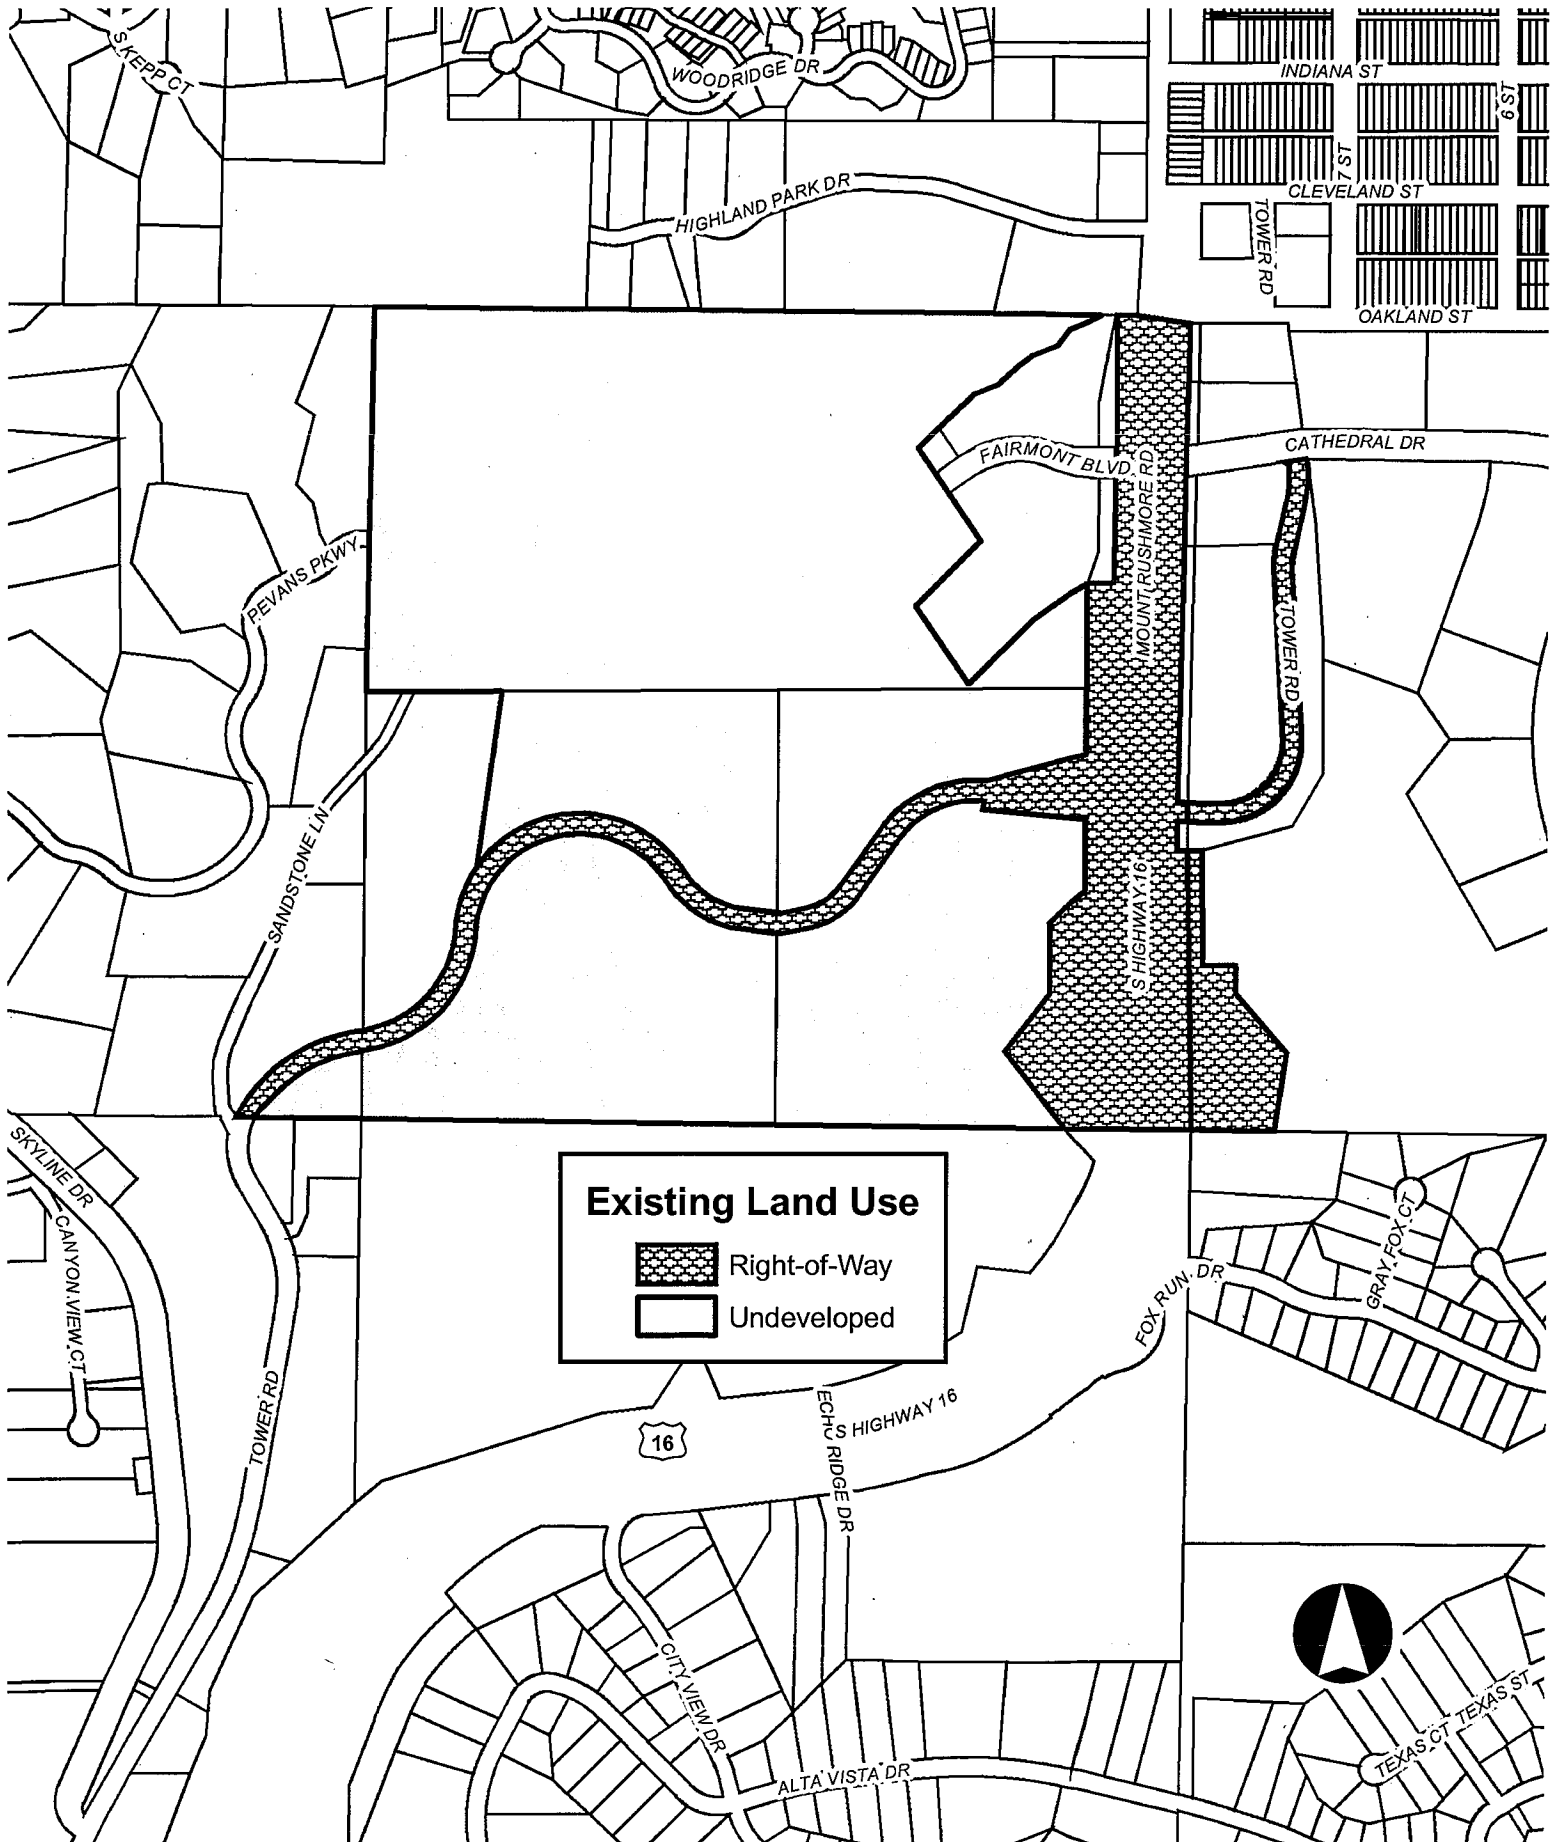 S KEPP CT
WOODRIDGE DR
INDIANA ST
6 ST
7 ST
CLEVELAND ST
HIGHLAND PARK DR
TOWER RD
OAKLAND ST
CATHEDRAL DR
FAIRMONT BLVD
MOUNT RUSHMORE RD
PEVANS PKWY
TOWER RD
SANDSTONE LN
S HIGHWAY 16
SKYLINE DR
CANYON VIEW CT
Existing Land Use
Right-of-Way
Undeveloped
GRAY FOX CT
FOX RUN DR
TOWER RD
S HIGHWAY 16
16
ECHO RIDGE DR
CITY VIEW DR
ALTA VISTA DR
TEXAS CT
TEXAS ST
T